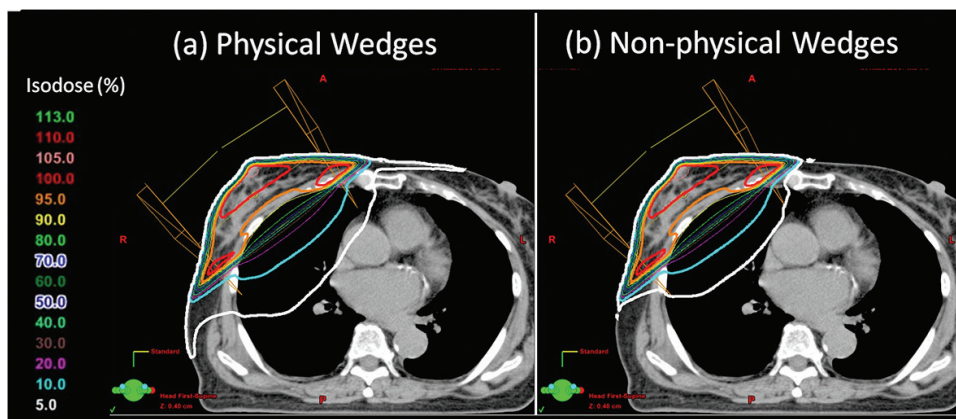 (a) Physical Wedges
(b) Non-physical Wedges
Isodose (%)
113.0
110.0
105.0
100.0
95.0
90.0
80.0
70.0
60.0
50.0
40.0
30.0
20.0
10.0
5.0
A
R
L
P
Standard
Head First-Supine
Z: 0.40 cm
A
R
L
P
Standard
Head First-Supine
Z: 0.40 cm